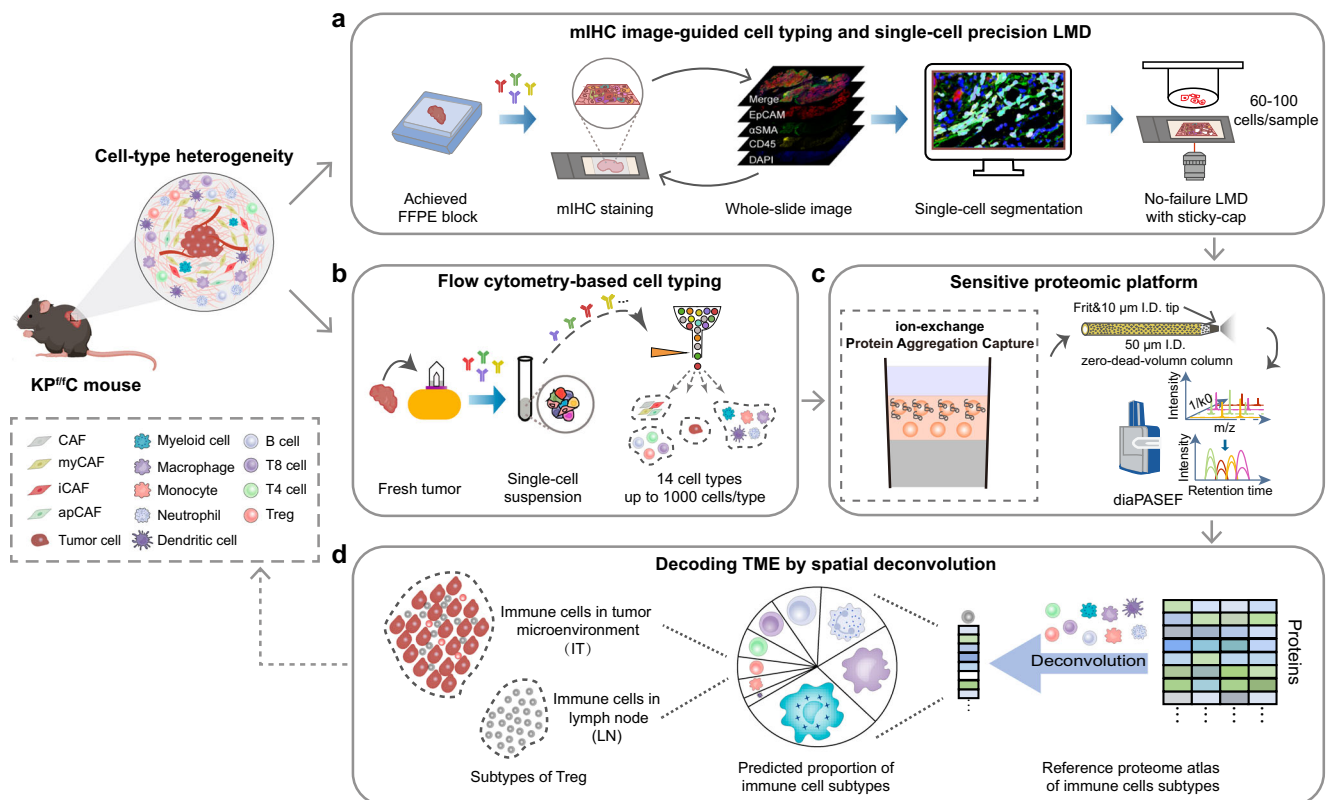 a
mIHC image-guided cell typing and single-cell precision LMD
Merge
EpCAM
αSMA
CD45
DAPI
60-100
cells/sample
Achieved
FFPE block
mIHC staining
Whole-slide image
Single-cell segmentation
No-failure LMD
with sticky-cap
Cell-type heterogeneity
KPf/fC mouse
CAF
myCAF
iCAF
apCAF
Tumor cell
Myeloid cell
Macrophage
Monocyte
Neutrophil
Dendritic cell
B cell
T8 cell
T4 cell
Treg
b
Flow cytometry-based cell typing
...
Fresh tumor
Single-cell
suspension
14 cell types
up to 1000 cells/type
c
Sensitive proteomic platform
ion-exchange
Protein Aggregation Capture
Frit&10 μm I.D. tip
50 μm I.D.
zero-dead-volumn column
Intensity
1/k0
m/z
Intensity
Retention time
diaPASEF
d
Decoding TME by spatial deconvolution
Immune cells in tumor
microenvironment
(IT)
Immune cells in
lymph node
(LN)
Subtypes of Treg
Predicted proportion of
immune cell subtypes
Deconvolution
Proteins
Reference proteome atlas
of immune cells subtypes